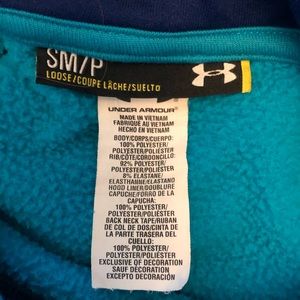 SM/P
LOOSE/COUPE LÂCHE/SUELTO
UNDER ARMOUR
MADE IN VIETNAM
FABRIQUÉ AU VIETNAM
HECHO EN VIETNAM
BODY/CORPS/CUERPO:
100% POLYESTER/
POLYESTER/POLIÉSTER
RIB/CÔTE/CORDONCILLO:
92% POLYESTER/
POLYESTER/POLIÉSTER
8% ELASTANE/
ELASTHANNE/ELASTANO
HOOD LINER/DOUBLURE
CAPUCHE/FORRO DE LA
CAPUCHA:
100% POLYESTER/
POLYESTER/POLIÉSTER
BACK NECK TAPE/RUBAN
DE COL DE DOS/CINTA DE
LA PARTE TRASERA DEL
CUELLO:
100% POLYESTER/
POLYESTER/POLIÉSTER
EXCLUSIVE OF DECORATION
SAUF DÉCORATION
EXCEPTO DECORACIÓN